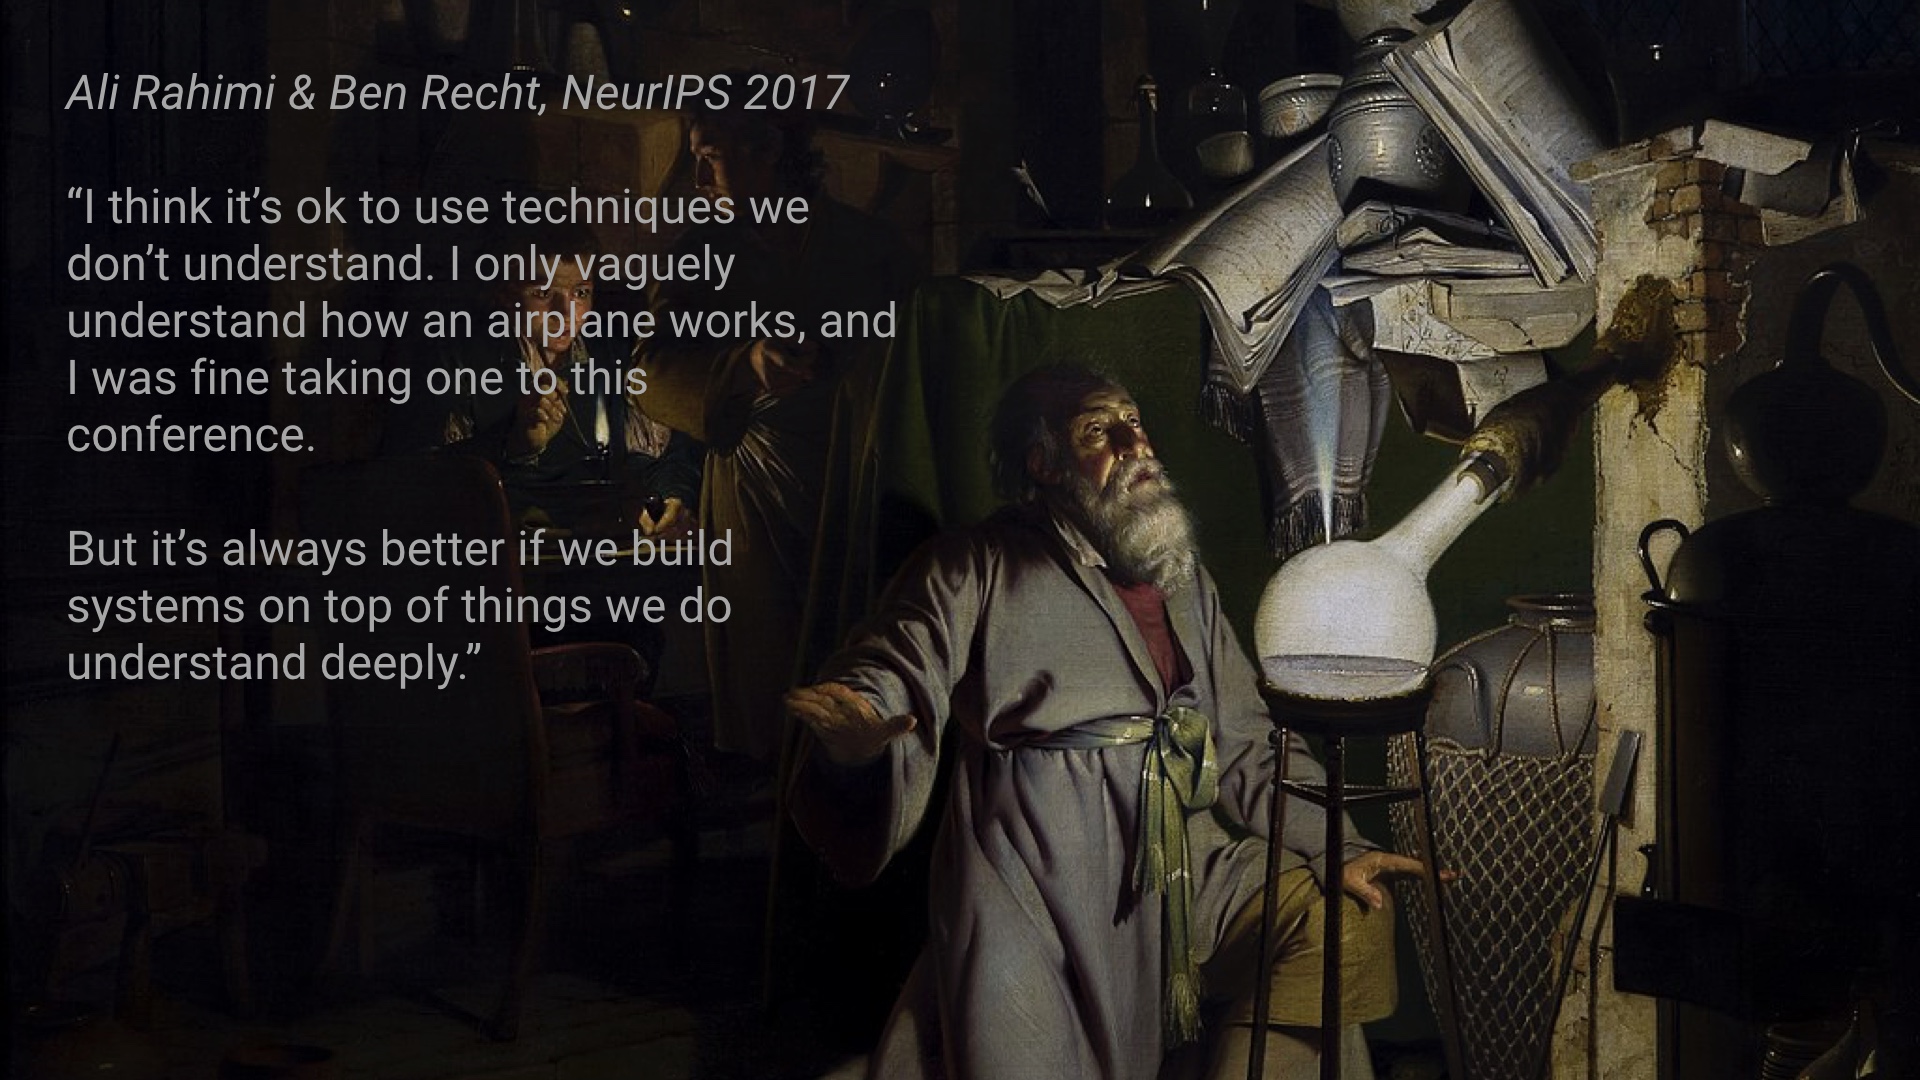 Ali Rahimi & Ben Recht, NeurIPS 2017
“I think it’s ok to use techniques we
don’t understand. I only vaguely
understand how an airplane works, and
I was fine taking one to this
conference.
But it’s always better if we build
systems on top of things we do
understand deeply.”